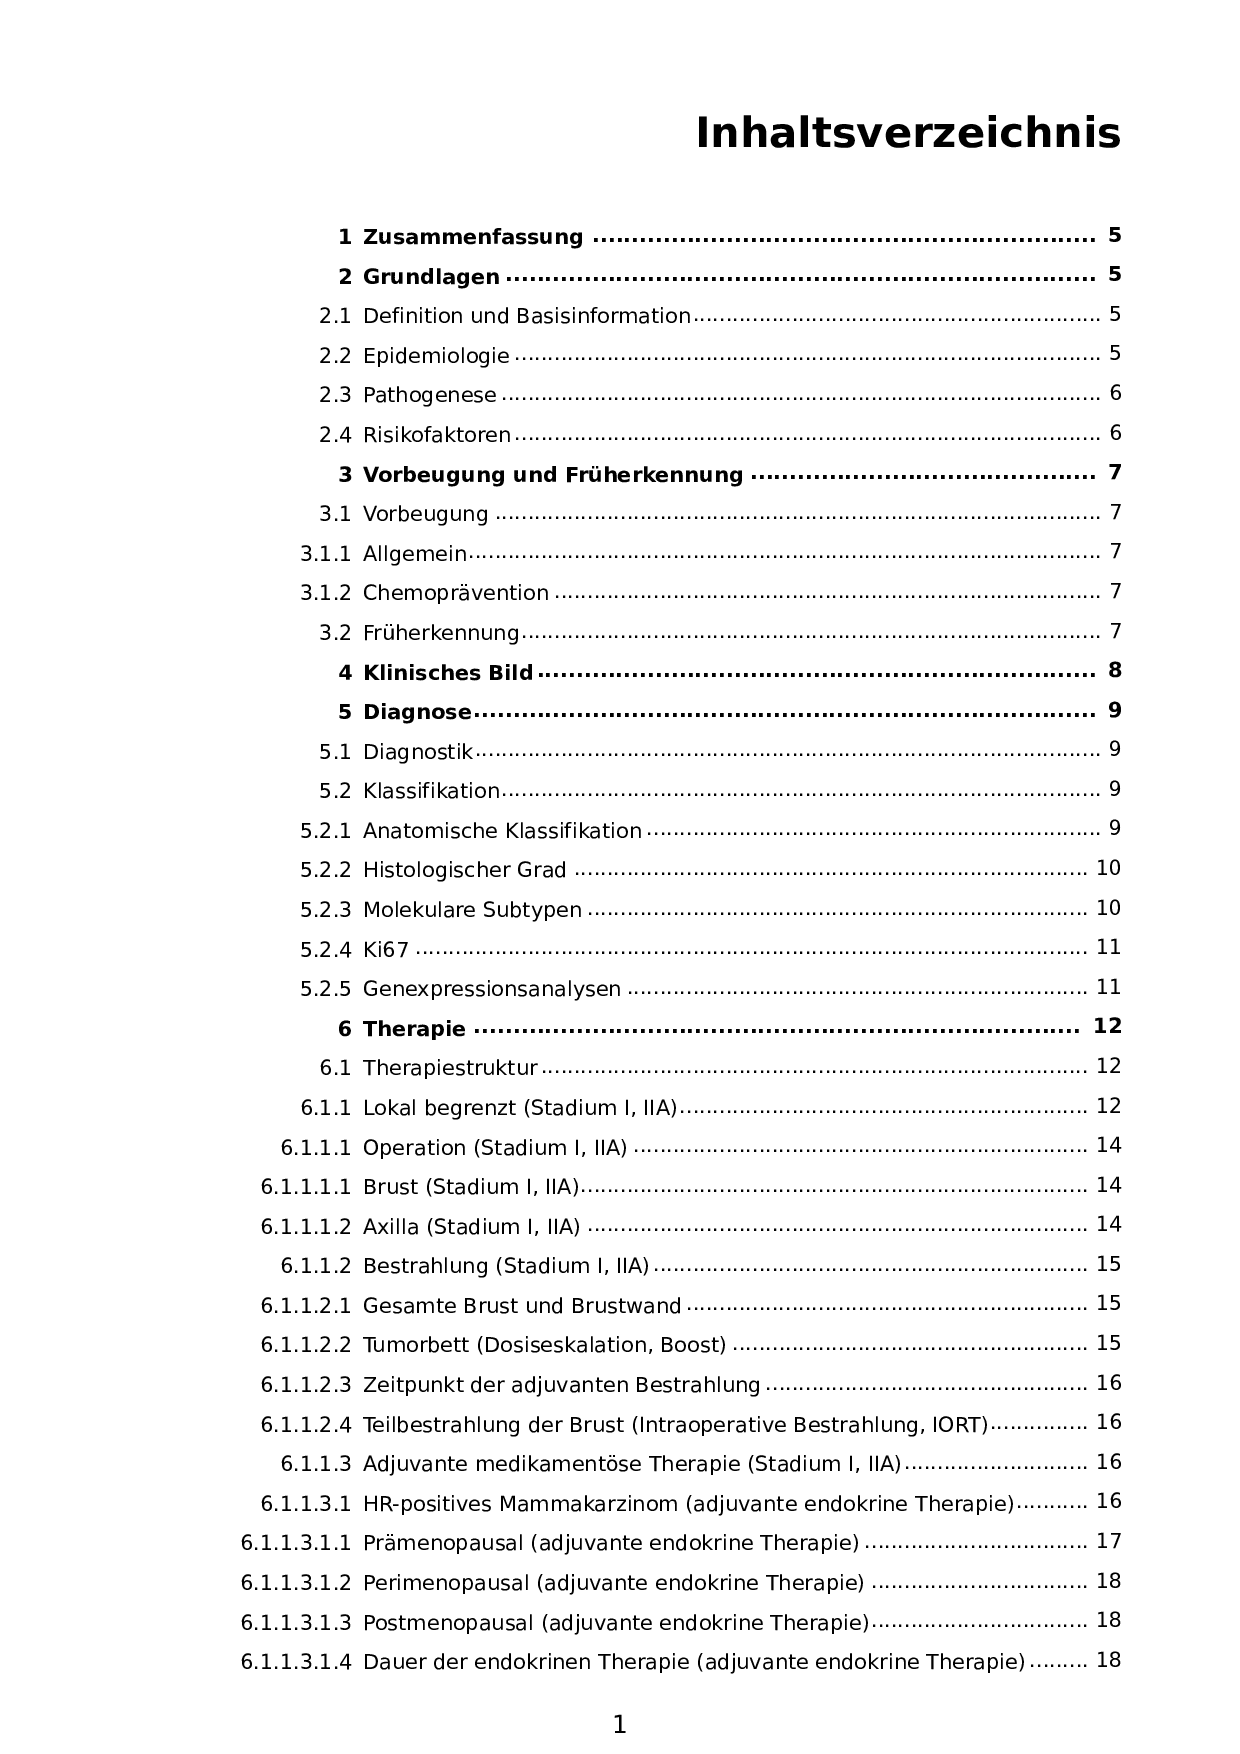 Inhaltsverzeichnis
1 Zusammenfassung 5
2 Grundlagen 5
2.1 Definition und Basisinformation 5
2.2 Epidemiologie 5
2.3 Pathogenese 6
2.4 Risikofaktoren 6
3 Vorbeugung und Früherkennung 7
3.1 Vorbeugung 7
3.1.1 Allgemein 7
3.1.2 Chemoprävention 7
3.2 Früherkennung 7
4 Klinisches Bild 8
5 Diagnose 9
5.1 Diagnostik 9
5.2 Klassifikation 9
5.2.1 Anatomische Klassifikation 9
5.2.2 Histologischer Grad 10
5.2.3 Molekulare Subtypen 10
5.2.4 Ki67 11
5.2.5 Genexpressionsanalysen 11
6 Therapie 12
6.1 Therapiestruktur 12
6.1.1 Lokal begrenzt (Stadium I, IIA) 12
6.1.1.1 Operation (Stadium I, IIA) 14
6.1.1.1.1 Brust (Stadium I, IIA) 14
6.1.1.1.2 Axilla (Stadium I, IIA) 14
6.1.1.2 Bestrahlung (Stadium I, IIA) 15
6.1.1.2.1 Gesamte Brust und Brustwand 15
6.1.1.2.2 Tumorbett (Dosiseskalation, Boost) 15
6.1.1.2.3 Zeitpunkt der adjuvanten Bestrahlung 16
6.1.1.2.4 Teilbestrahlung der Brust (Intraoperative Bestrahlung, IORT) 16
6.1.1.3 Adjuvante medikamentöse Therapie (Stadium I, IIA) 16
6.1.1.3.1 HR-positives Mammakarzinom (adjuvante endokrine Therapie) 16
6.1.1.3.1.1 Prämenopausal (adjuvante endokrine Therapie) 17
6.1.1.3.1.2 Perimenopausal (adjuvante endokrine Therapie) 18
6.1.1.3.1.3 Postmenopausal (adjuvante endokrine Therapie) 18
6.1.1.3.1.4 Dauer der endokrinen Therapie (adjuvante endokrine Therapie) 18
1